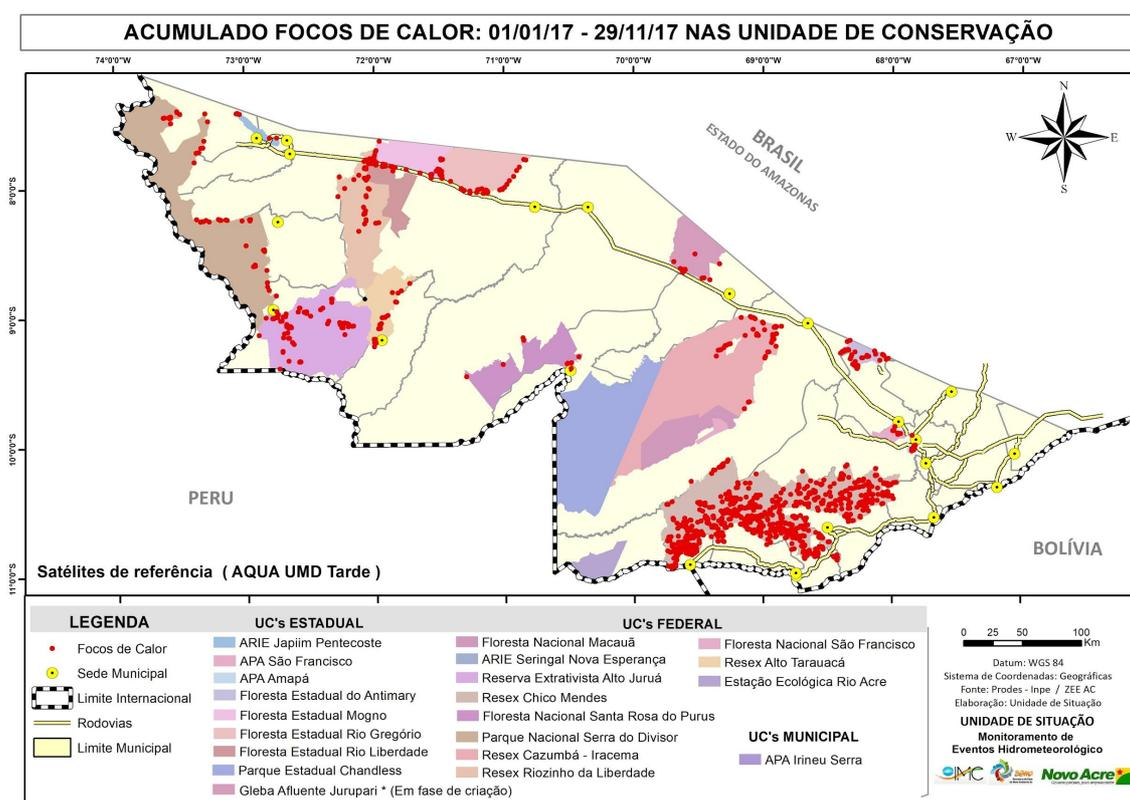 ACUMULADO FOCOS DE CALOR: 01/01/17 - 29/11/17 NAS UNIDADE DE CONSERVAÇÃO
74°0'0"W 73°0'0"W 72°0'0"W 71°0'0"W 70°0'0"W 69°0'0"W 68°0'0"W 67°0'0"W
8°0'0"S
9°0'0"S
10°0'0"S
11°0'0"S
N
W E
S
BRASIL
ESTADO DO AMAZONAS
PERU
BOLÍVIA
Satélites de referência ( AQUA UMD Tarde )
LEGENDA
Focos de Calor
Sede Municipal
Limite Internacional
Rodovias
Limite Municipal
UC's ESTADUAL
ARIE Japiim Pentecoste
APA São Francisco
APA Amapá
Floresta Estadual do Antimary
Floresta Estadual Mogno
Floresta Estadual Rio Gregório
Floresta Estadual Rio Liberdade
Parque Estadual Chandless
Gleba Afluente Jurupari * (Em fase de criação)
UC's FEDERAL
Floresta Nacional Macauã
ARIE Seringal Nova Esperança
Reserva Extrativista Alto Juruá
Resex Chico Mendes
Floresta Nacional Santa Rosa do Purus
Parque Nacional Serra do Divisor
Resex Cazumbá - Iracema
Resex Riozinho da Liberdade
Floresta Nacional São Francisco
Resex Alto Tarauacá
Estação Ecológica Rio Acre
UC's MUNICIPAL
APA Irineu Serra
0 25 50 100
Km
Datum: WGS 84
Sistema de Coordenadas: Geográficas
Fonte: Prodes - Inpe / ZEE AC
Elaboração: Unidade de Situação
UNIDADE DE SITUAÇÃO
Monitoramento de
Eventos Hidrometeorológico
IMC
Novo Acre